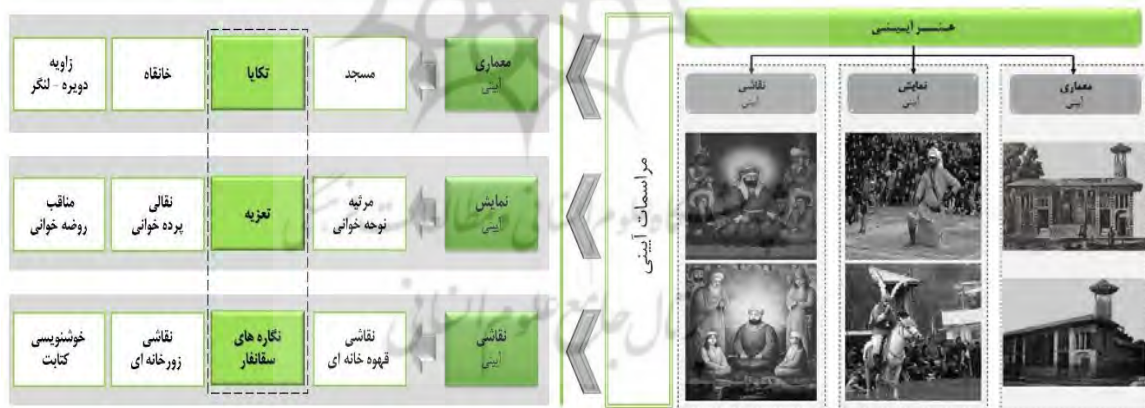 هنر آیینی
معماری
آیینی
نمایش
آیینی
نقاشی
آیینی
مراسمات آیینی
معماری
آیینی
مسجد
تکایا
خانقاه
زاویه
دویره - لنگر
نمایش
آیینی
مرثیه
نوحه خوانی
تعزیه
نقالی
پرده خوانی
مناقب
روضه خوانی
نقاشی
آیینی
نقاشی
قهوه خانه ای
نگاره های
سقانفار
نقاشی
زورخانه ای
خوشنویسی
کتابت